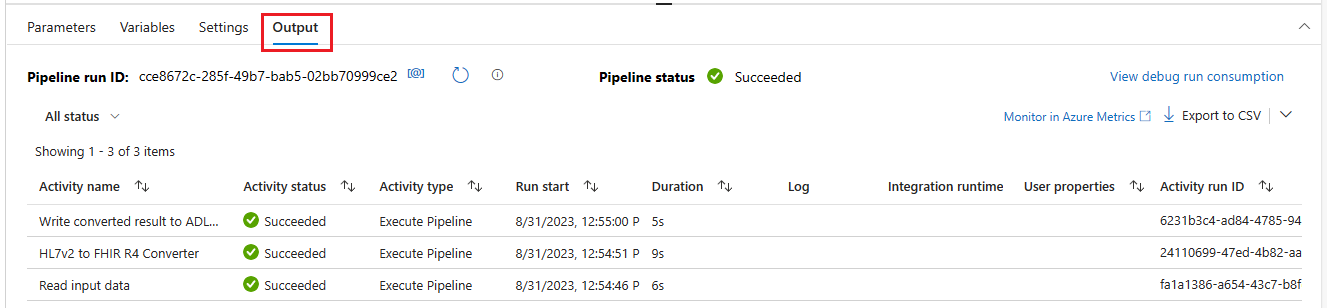 Parameters Variables Settings Output
Pipeline run ID: cce8672c-285f-49b7-bab5-02bb70999ce2 Pipeline status Succeeded View debug run consumption
All status Monitor in Azure Metrics Export to CSV
Showing 1 - 3 of 3 items
Activity name Activity status Activity type Run start Duration Log Integration runtime User properties Activity run ID
Write converted result to ADL... Succeeded Execute Pipeline 8/31/2023, 12:55:00 P 5s 6231b3c4-ad84-4785-94
HL7v2 to FHIR R4 Converter Succeeded Execute Pipeline 8/31/2023, 12:54:51 P 9s 24110699-47ed-4b82-aa
Read input data Succeeded Execute Pipeline 8/31/2023, 12:54:46 P 6s fa1a1386-a654-43c7-b8f